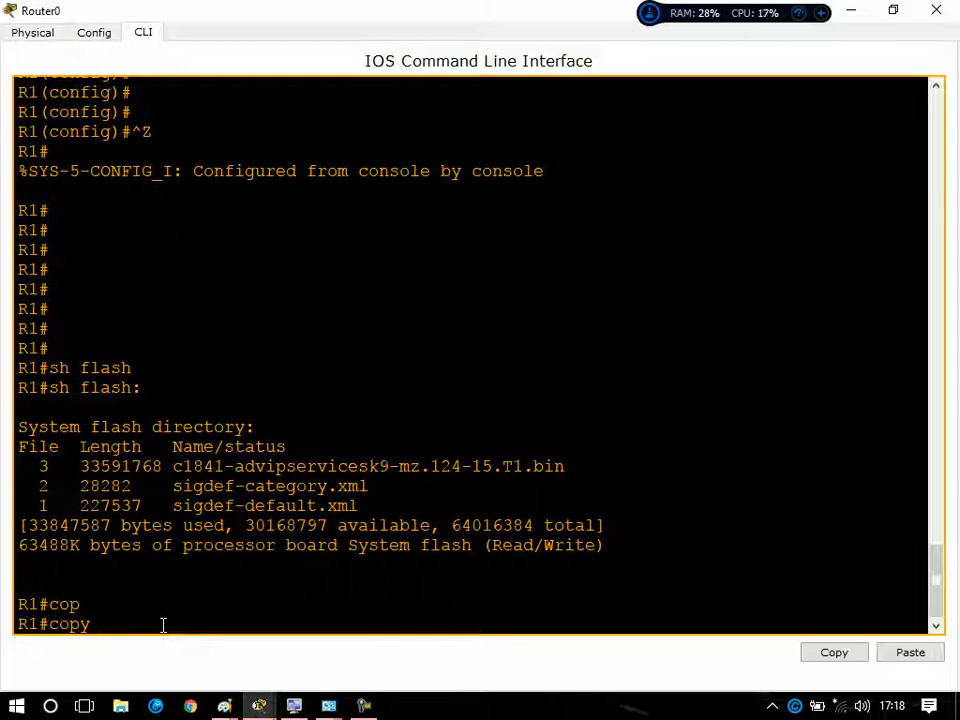 Router0
RAM: 28% CPU: 17%
Physical Config CLI
IOS Command Line Interface
R1(config)#
R1(config)#
R1(config)#^Z
R1#
%SYS-5-CONFIG_I: Configured from console by console
R1#
R1#
R1#
R1#
R1#
R1#
R1#
R1#
R1#sh flash
R1#sh flash:
System flash directory:
File Length Name/status
3 33591768 c1841-advipservicesk9-mz.124-15.T1.bin
2 28282 sigdef-category.xml
1 227537 sigdef-default.xml
[33847587 bytes used, 30168797 available, 64016384 total]
63488K bytes of processor board System flash (Read/Write)
R1#cop
R1#copy
Copy Paste
17:18